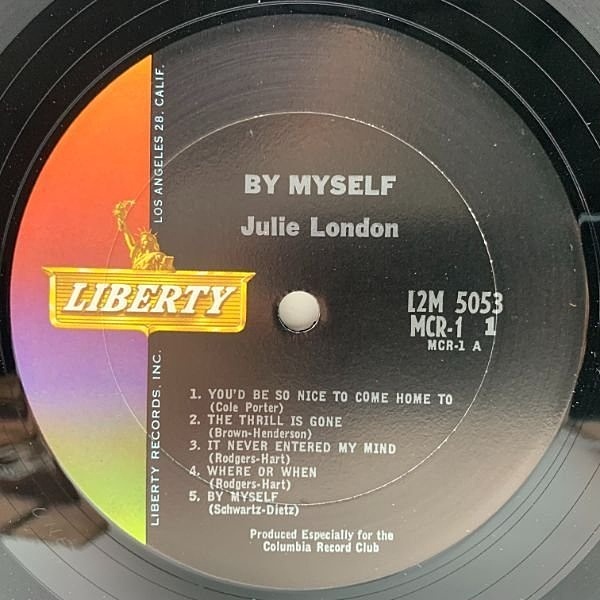 BY MYSELF
Julie London
LIBERTY
LOS ANGELES 28, CALIF.
LIBERTY RECORDS, INC.
L2M 5053
MCR-1 1
MCR-1 A
1. YOU'D BE SO NICE TO COME HOME TO
(Cole Porter)
2. THE THRILL IS GONE
(Brown-Henderson)
3. IT NEVER ENTERED MY MIND
(Rodgers-Hart)
4. WHERE OR WHEN
(Rodgers-Hart)
5. BY MYSELF
(Schwartz-Dietz)
Produced Especially for the
Columbia Record Club